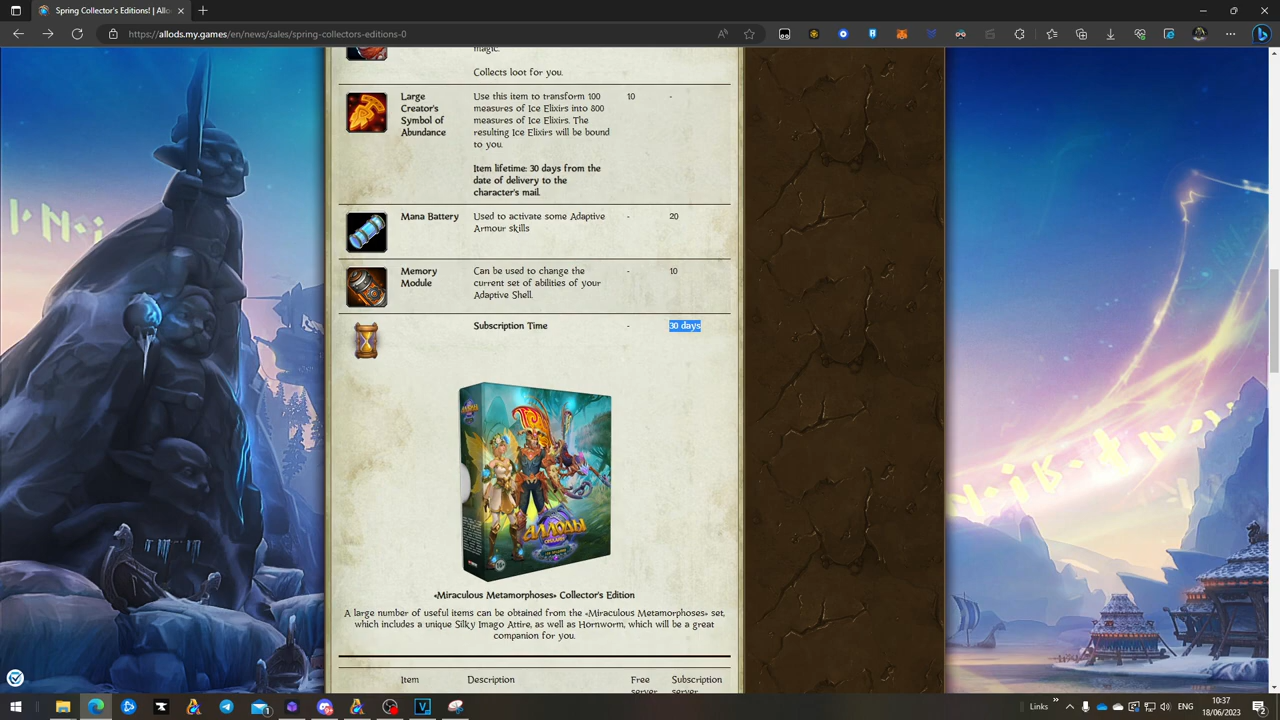 Spring Collector's Editions! | Allo
https://allods.my.games/en/news/sales/spring-collectors-editions-0
magic.
Collects loot for you.
Large Creator's Symbol of Abundance
Use this item to transform 100
measures of Ice Elixirs into 800
measures of Ice Elixirs. The
resulting Ice Elixirs will be bound
to you.
10
-
Item lifetime: 30 days from the
date of delivery to the
character's mail.
Mana Battery
Used to activate some Adaptive
Armour skills
-
20
Memory
Module
Can be used to change the
current set of abilities of your
Adaptive Shell.
-
10
Subscription Time
-
30 days
АЛЛОДЫ
ОНЛАЙН
«Miraculous Metamorphoses» Collector's Edition
A large number of useful items can be obtained from the «Miraculous Metamorphoses» set,
which includes a unique Silky Imago Attire, as well as Hornworm, which will be a great
companion for you.
Item
Description
Free
server
Subscription
server
Links
10:37
18/06/2023